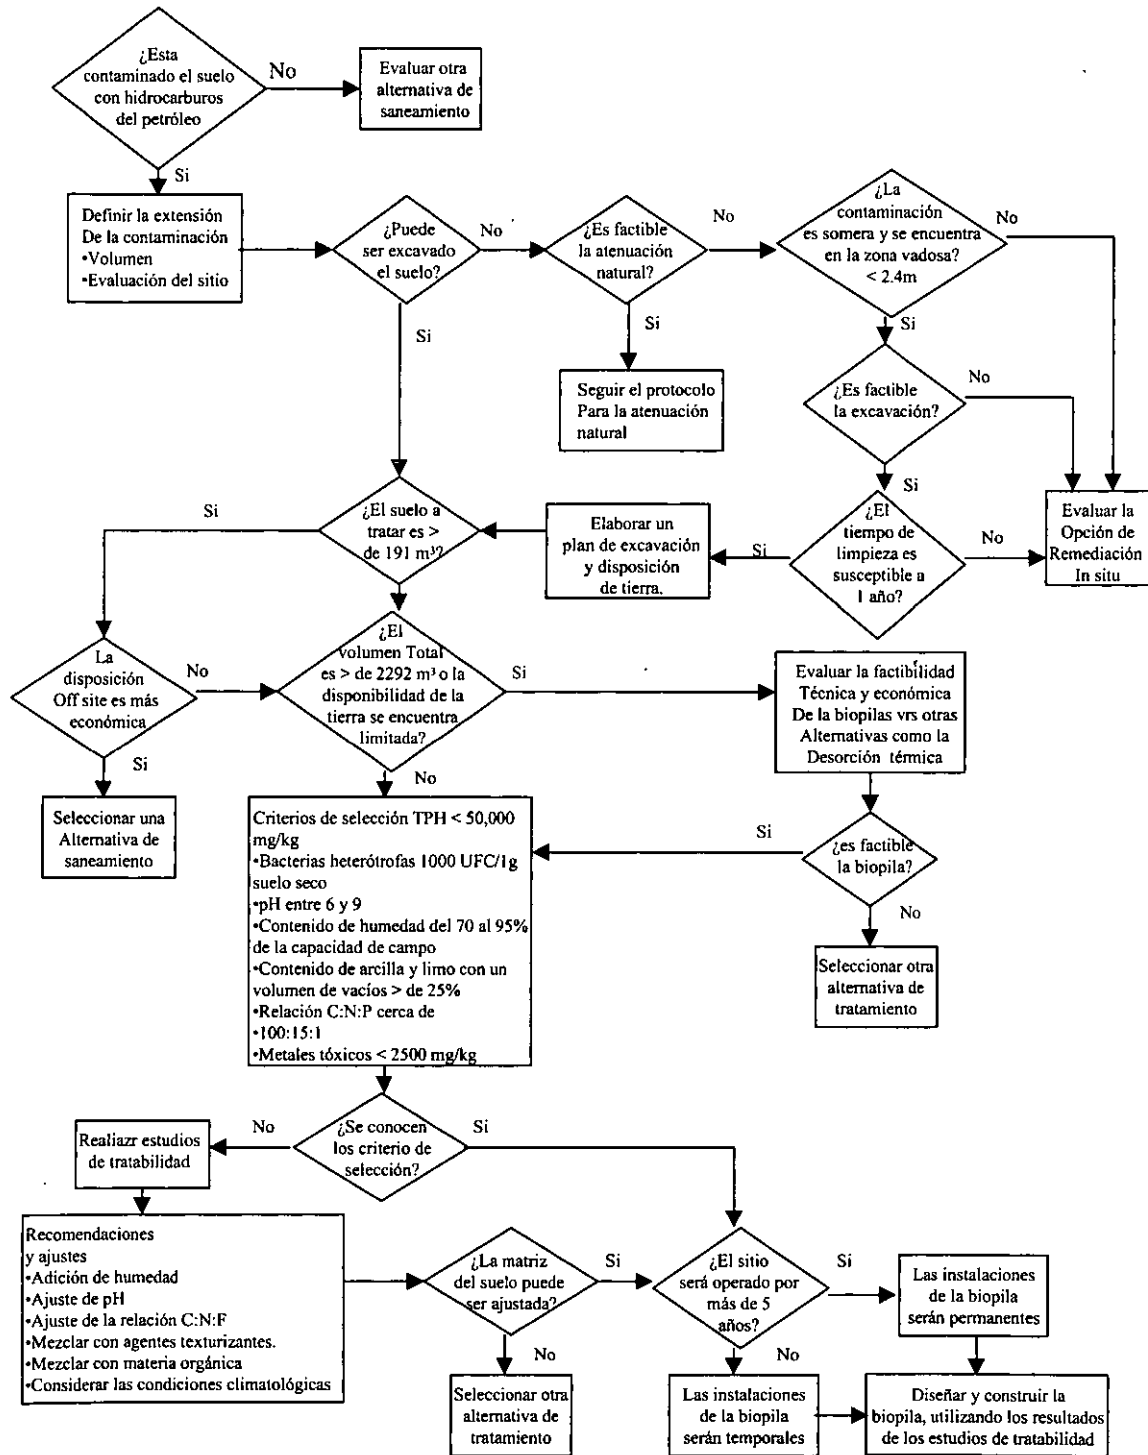 ¿Esta
contaminado el suelo
con hidrocarburos
del petróleo
No
Evaluar otra
alternativa de
saneamiento
Si
Definir la extensión
De la contaminación
•Volumen
•Evaluación del sitio
¿Puede
ser excavado
el suelo?
No
¿Es factible
la atenuación
natural?
No
¿La
contaminación
es somera y se encuentra
en la zona vadosa?
< 2.4m
No
Si
Si
Si
Seguir el protocolo
Para la atenuación
natural
¿Es factible
la excavación?
No
Si
¿El
tiempo de
limpieza es
susceptible a
1 año?
No
Evaluar la
Opción de
Remediación
In situ
Si
Elaborar un
plan de excavación
y disposición
de tierra.
¿El suelo a
tratar es >
de 191 m³?
Si
La
disposición
Off site es más
económica
No
Si
Seleccionar una
Alternativa de
saneamiento
¿El
volumen Total
es > de 2292 m³ o la
disponibilidad de la
tierra se encuentra
limitada?
Si
No
Evaluar la factibilidad
Técnica y económica
De la biopilas vrs otras
Alternativas como la
Desorción térmica
¿es factible
la biopila?
Si
No
Seleccionar otra
alternativa de
tratamiento
Criterios de selección TPH < 50,000
mg/kg
•Bacterias heterótrofas 1000 UFC/1g
suelo seco
•pH entre 6 y 9
•Contenido de humedad del 70 al 95%
de la capacidad de campo
•Contenido de arcilla y limo con un
volumen de vacíos > de 25%
•Relación C:N:P cerca de
•100:15:1
•Metales tóxicos < 2500 mg/kg
¿Se conocen
los criterio de
selección?
No
Si
Realiazr estudios
de tratabilidad
Recomendaciones
y ajustes
•Adición de humedad
•Ajuste de pH
•Ajuste de la relación C:N:F
•Mezclar con agentes texturizantes.
•Mezclar con materia orgánica
•Considerar las condiciones climatológicas
¿La matriz
del suelo puede
ser ajustada?
Si
No
Seleccionar otra
alternativa de
tratamiento
¿El sitio
será operado por
más de 5
años?
Sí
No
Las instalaciones
de la biopila
serán permanentes
Las instalaciones
de la biopila
serán temporales
Diseñar y construir la
biopila, utilizando los resultados
de los estudios de tratabilidad